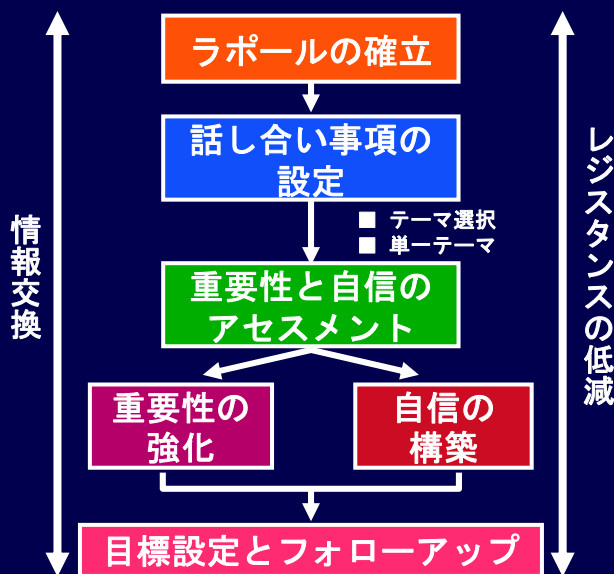 ラポールの確立
話し合い事項の
設定
■ テーマ選択
■ 単一テーマ
重要性と自信の
アセスメント
重要性の
強化
自信の
構築
目標設定とフォローアップ
情報交換
レジスタンスの低減